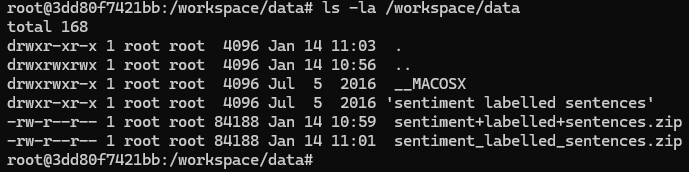 root@3dd80f7421bb:/workspace/data# ls -la /workspace/data
total 168
drwxr-xr-x 1 root root  4096 Jan 14 11:03  .
drwxrwxrwx 1 root root  4096 Jan 14 10:56  ..
drwxrwxr-x 1 root root  4096 Jul  5  2016  __MACOSX
drwxr-xr-x 1 root root  4096 Jul  5  2016 'sentiment labelled sentences'
-rw-r--r-- 1 root root 84188 Jan 14 10:59  sentiment+labelled+sentences.zip
-rw-r--r-- 1 root root 84188 Jan 14 11:01  sentiment_labelled_sentences.zip
root@3dd80f7421bb:/workspace/data#